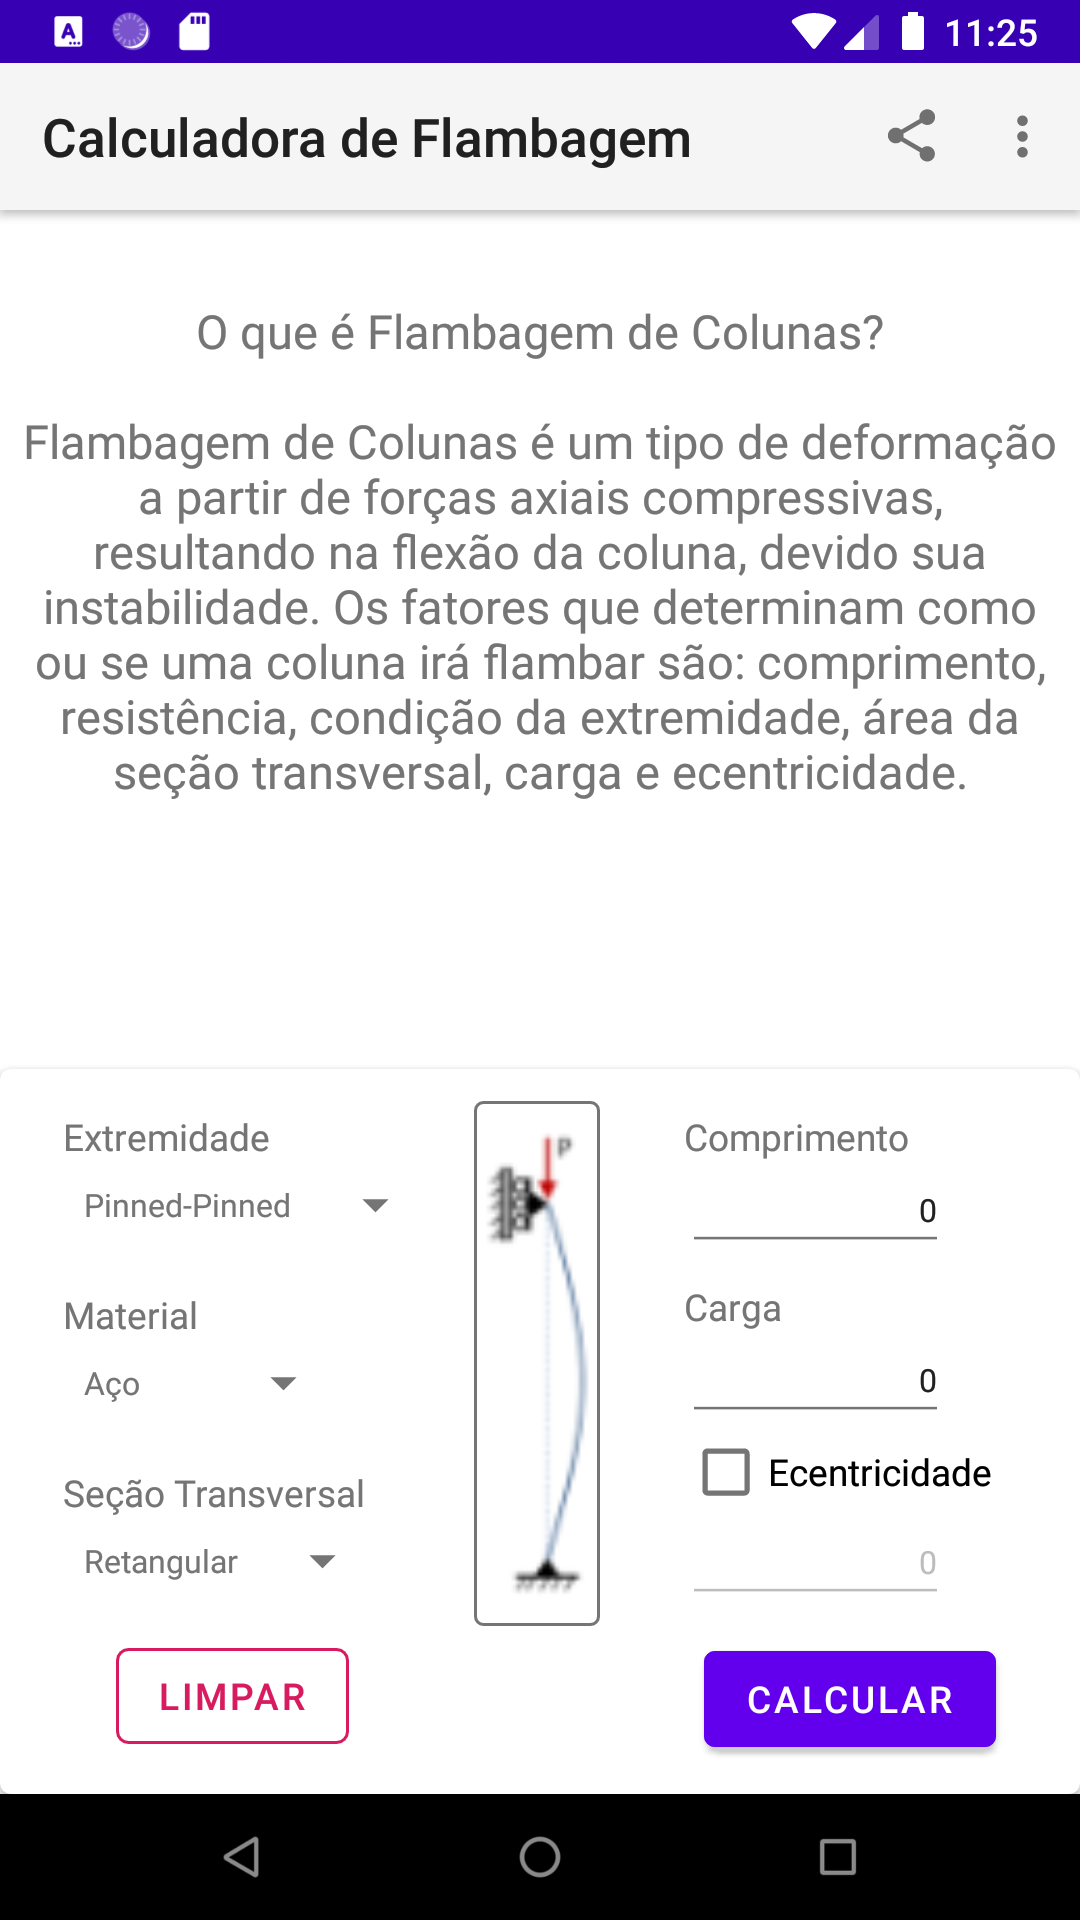 11:25
Calculadora de Flambagem
O que é Flambagem de Colunas?
Flambagem de Colunas é um tipo de deformação
a partir de forças axiais compressivas,
resultando na flexão da coluna, devido sua
instabilidade. Os fatores que determinam como
ou se uma coluna irá flambar são: comprimento,
resistência, condição da extremidade, área da
seção transversal, carga e ecentricidade.
Extremidade
Pinned-Pinned
Material
Aço
Seção Transversal
Retangular
LIMPAR
P
Comprimento
0
Carga
0
Ecentricidade
0
CALCULAR